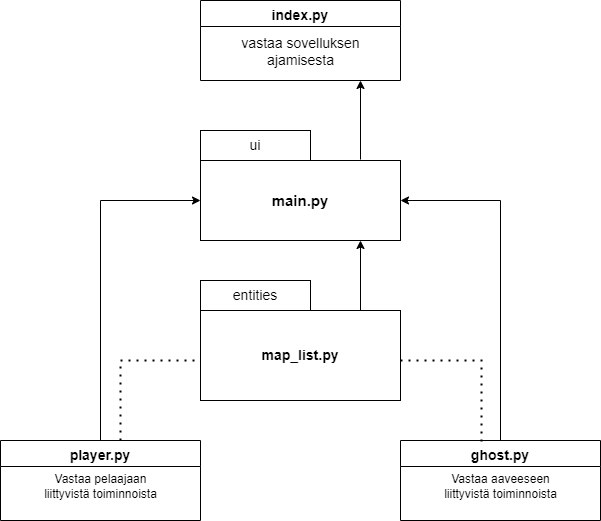 index.py
vastaa sovelluksen
ajamisesta
ui
main.py
entities
map_list.py
player.py
Vastaa pelaajaan
liittyvistä toiminnoista
ghost.py
Vastaa aaveeseen
liittyvistä toiminnoista